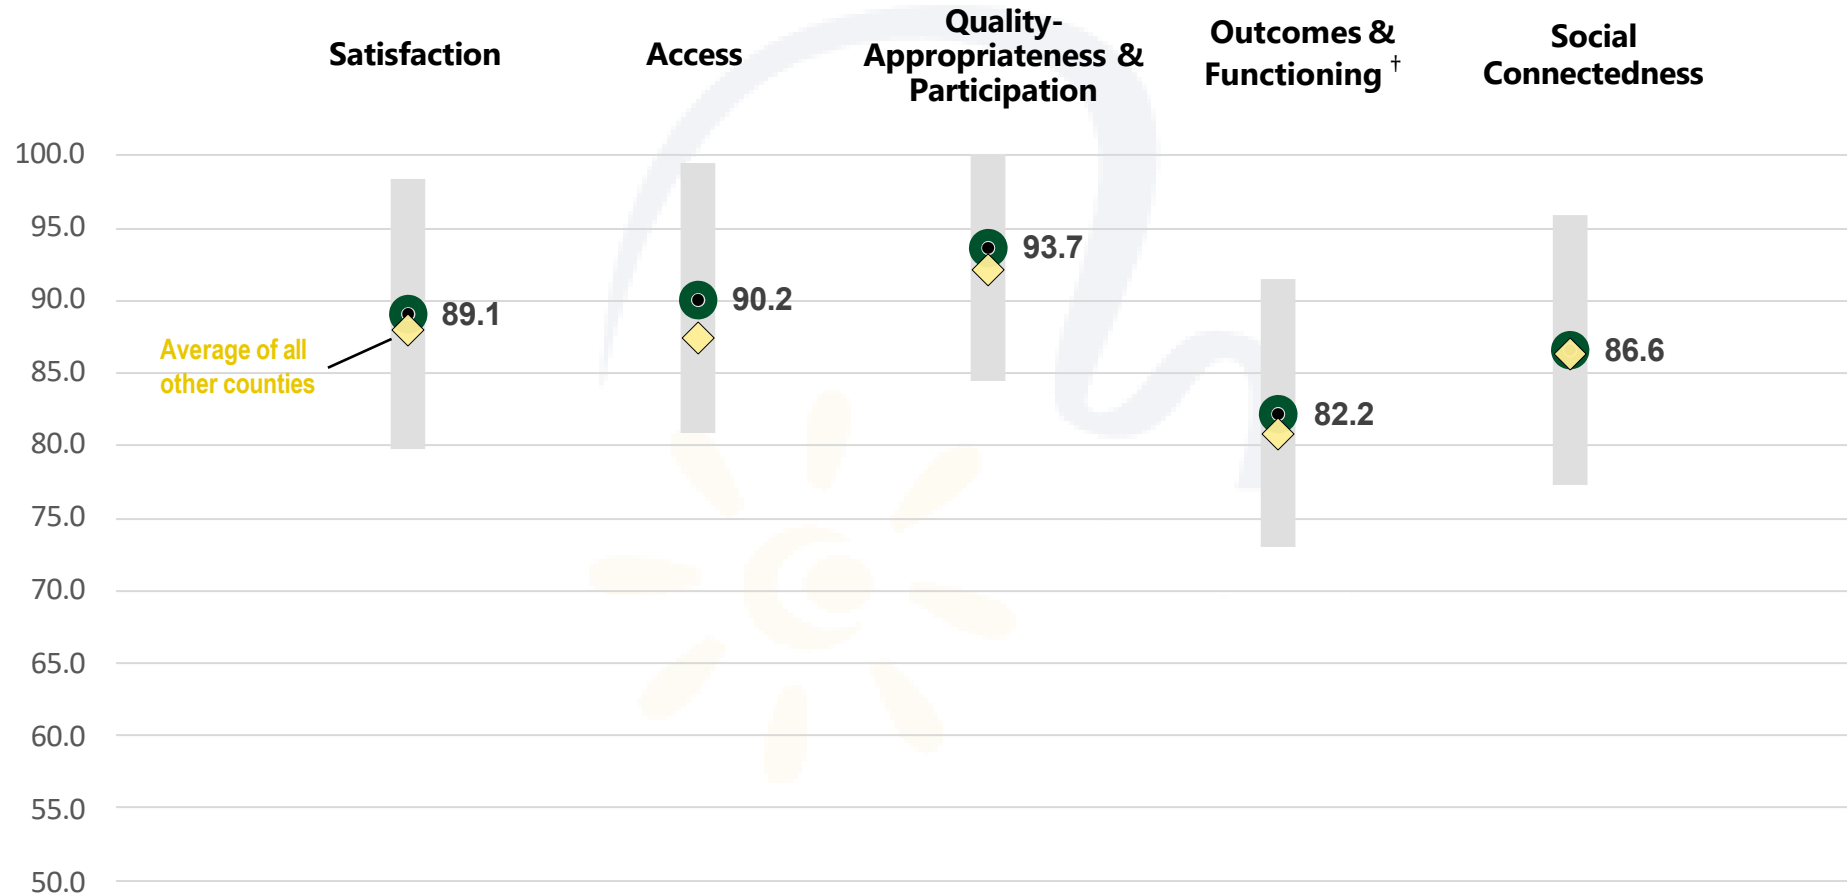 Satisfaction
Access
Quality-
Appropriateness &
Participation
Outcomes &
Functioning †
Social
Connectedness
100.0
95.0
90.0
85.0
80.0
75.0
70.0
65.0
60.0
55.0
50.0
89.1
90.2
93.7
82.2
86.6
Average of all
other counties